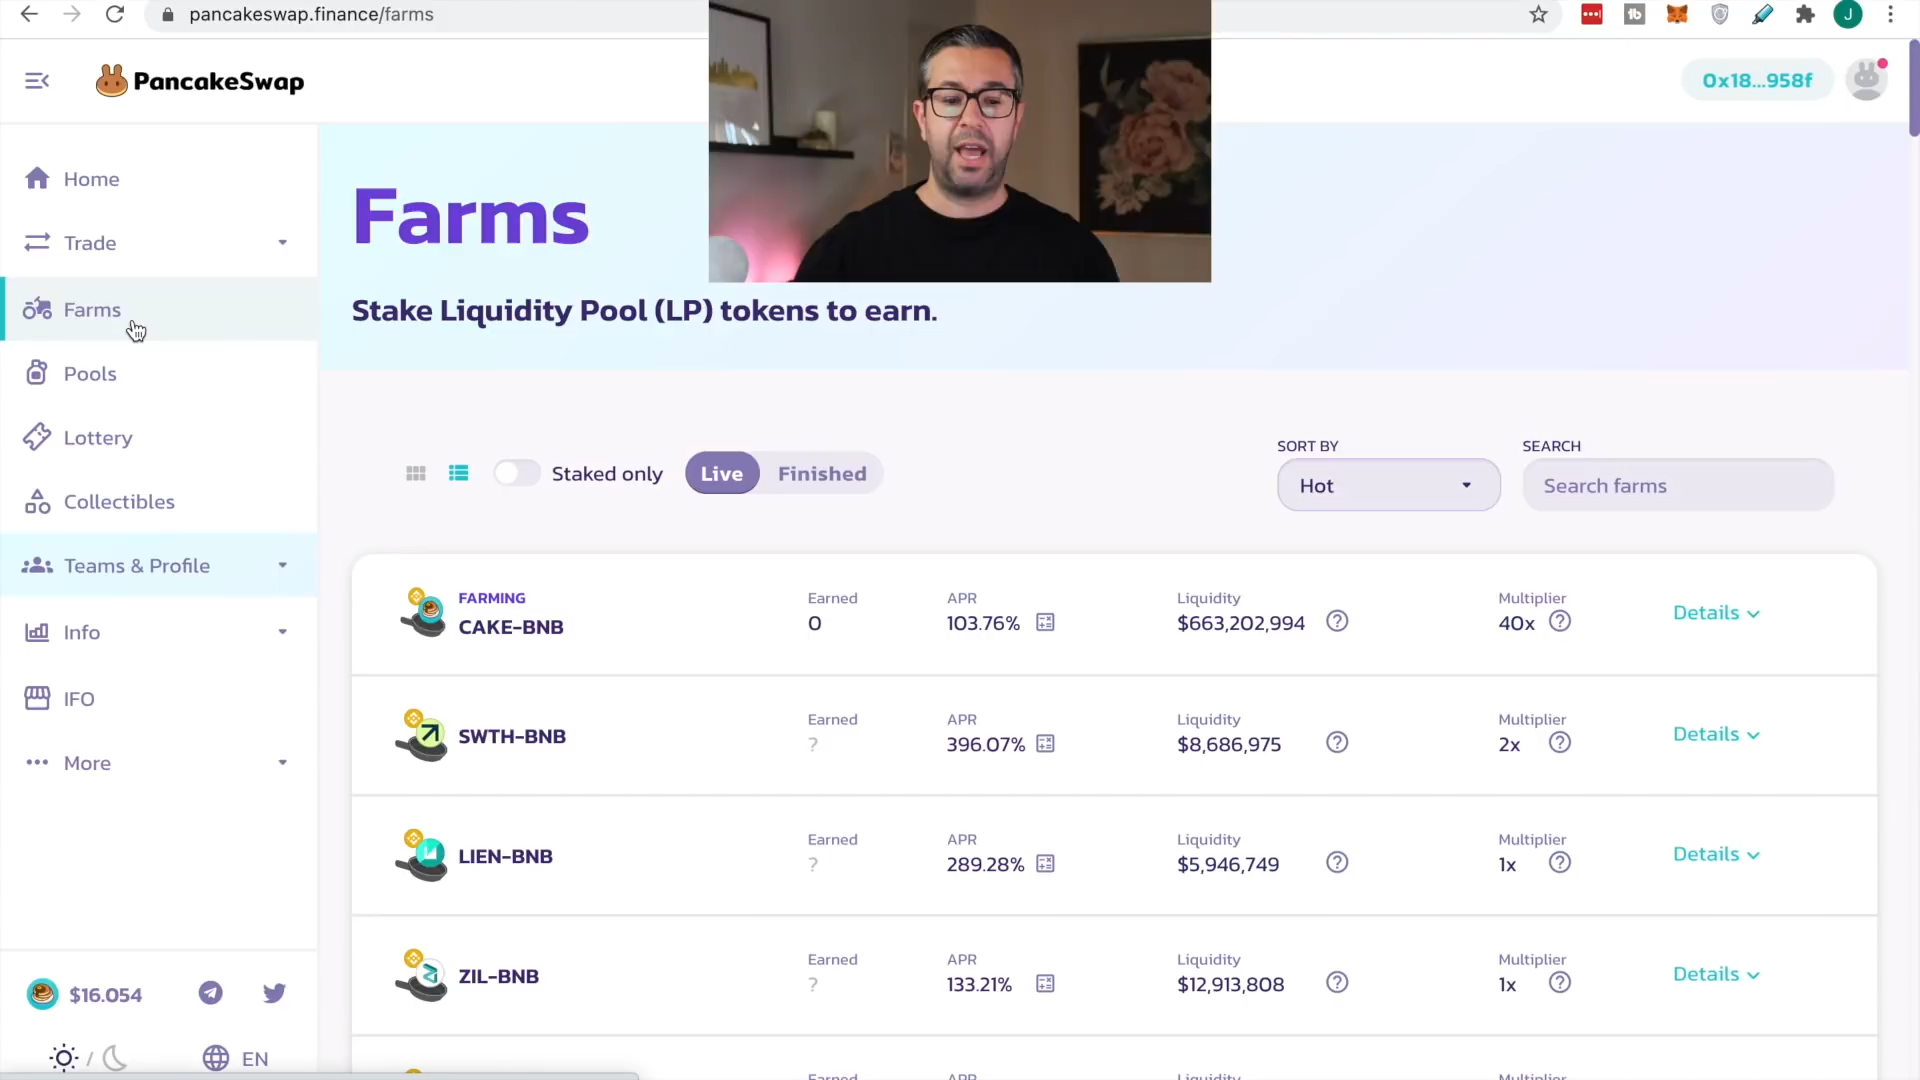 pancakeswap.finance/farms
J
PancakeSwap
0x18...958f
Home
Trade
Farms
Pools
Lottery
Collectibles
Teams & Profile
Info
IFO
More
$16.054
/
EN
Farms
Stake Liquidity Pool (LP) tokens to earn.
Staked only
Live
Finished
SORT BY
Hot
SEARCH
Search farms
FARMING
CAKE-BNB
Earned
0
APR
103.76%
Liquidity
$663,202,994
Multiplier
40x
Details
SWTH-BNB
Earned
?
APR
396.07%
Liquidity
$8,686,975
Multiplier
2x
Details
LIEN-BNB
Earned
?
APR
289.28%
Liquidity
$5,946,749
Multiplier
1x
Details
ZIL-BNB
Earned
?
APR
133.21%
Liquidity
$12,913,808
Multiplier
1x
Details
Earned
APR
Liquidity
Multiplier